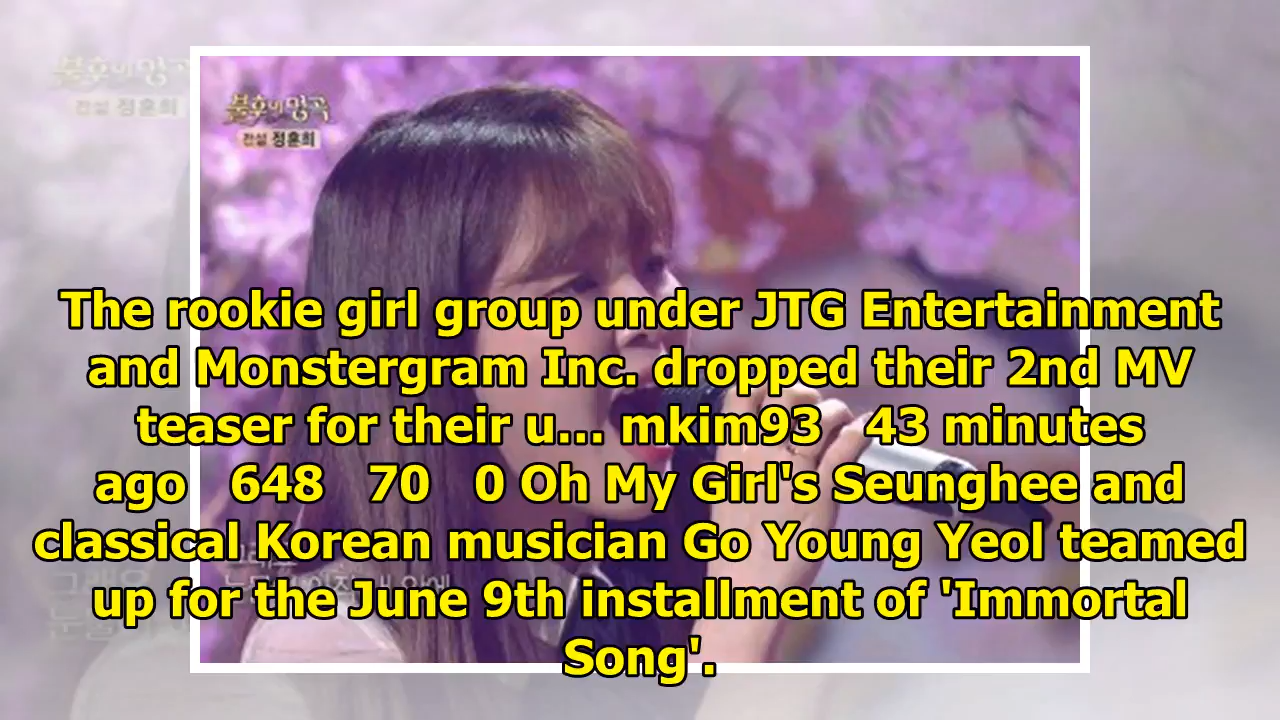 불후의 명곡
전설 정훈희
The rookie girl group under JTG Entertainment
and Monstergram Inc. dropped their 2nd MV
teaser for their u... mkim93 43 minutes
ago 648 70 0 Oh My Girl's Seunghee and
classical Korean musician Go Young Yeol teamed
up for the June 9th installment of 'Immortal
Song'.